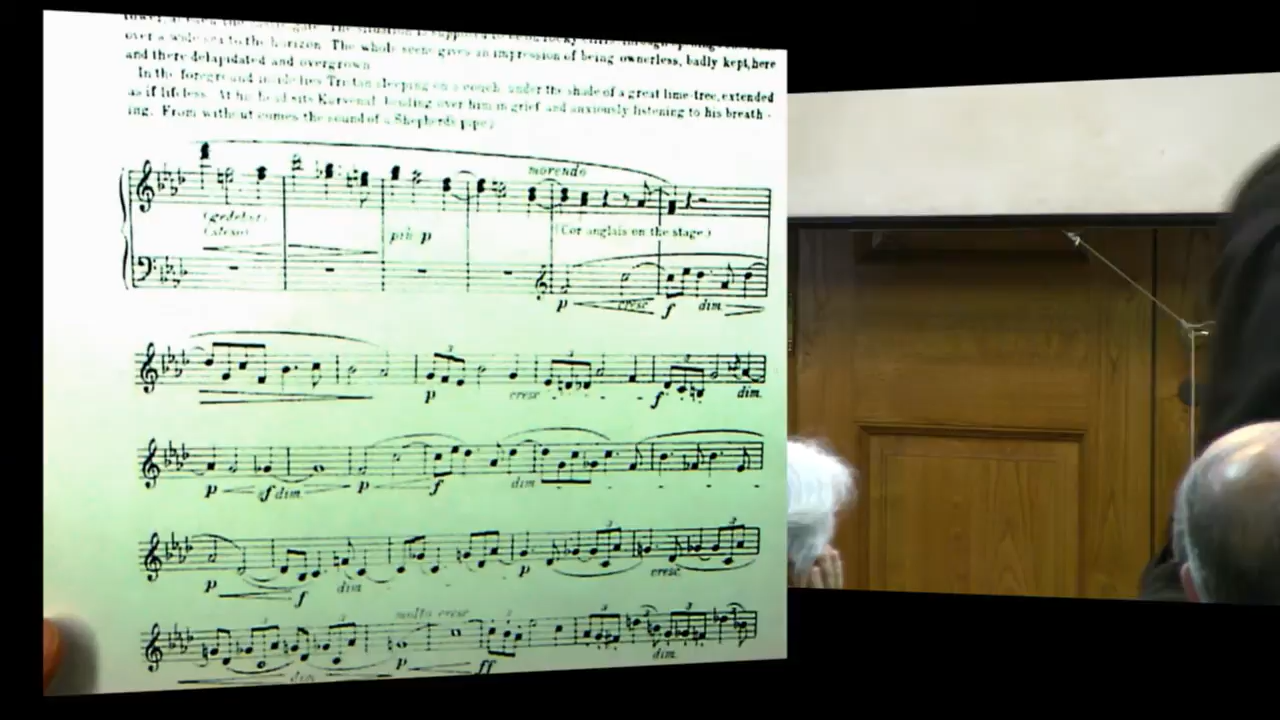 over a wide sea to the horizon. The whole scene gives an impression of being ownerless, badly kept, here
and there delapidated and overgrown.
In the foreground inside lies Tristan sleeping on a couch under the shade of a great lime-tree, extended
as if lifeless. At his head sits Kurvenal, bending over him in grief and anxiously listening to his breath -
ing. From without comes the sound of a Shepherd's pipe.)
morendo
più p
(Cor anglais on the stage.)
p cresc f dim.
p cresc f dim.
p f dim p f dim
p f dim p cresc
molto cresc
dim p ff dim